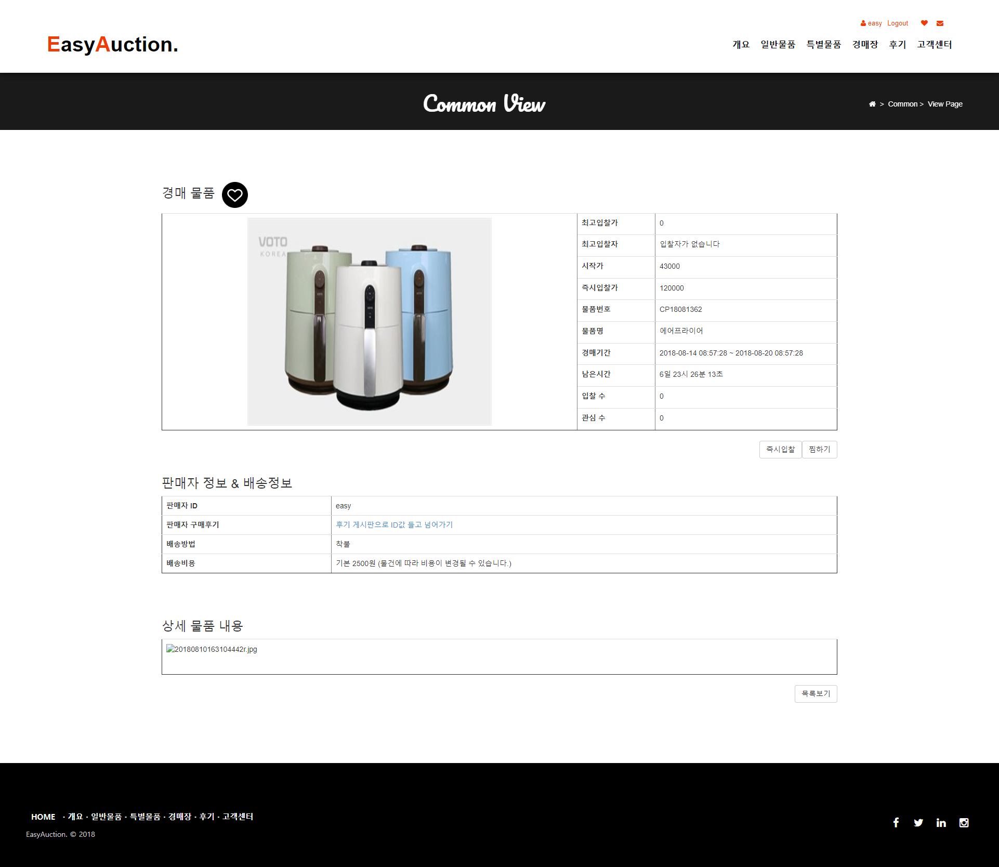 easy Logout
EasyAuction.
개요 일반물품 특별물품 경매장 후기 고객센터
Common View
> Common > View Page
경매 물품
VOTO
KOREA
최고입찰가 0
최고입찰자 입찰자가 없습니다
시작가 43000
즉시입찰가 120000
물품번호 CP18081362
물품명 에어프라이어
경매기간 2018-08-14 08:57:28 ~ 2018-08-20 08:57:28
남은시간 6일 23시 26분 13초
입찰 수 0
관심 수 0
즉시입찰 찜하기
판매자 정보 & 배송정보
판매자 ID easy
판매자 구매후기 후기 게시판으로 ID값 들고 넘어가기
배송방법 착불
배송비용 기본 2500원 (물건에 따라 비용이 변경될 수 있습니다.)
상세 물품 내용
20180810163104442r.jpg
목록보기
HOME · 개요 · 일반물품 · 특별물품 · 경매장 · 후기 · 고객센터
EasyAuction. © 2018